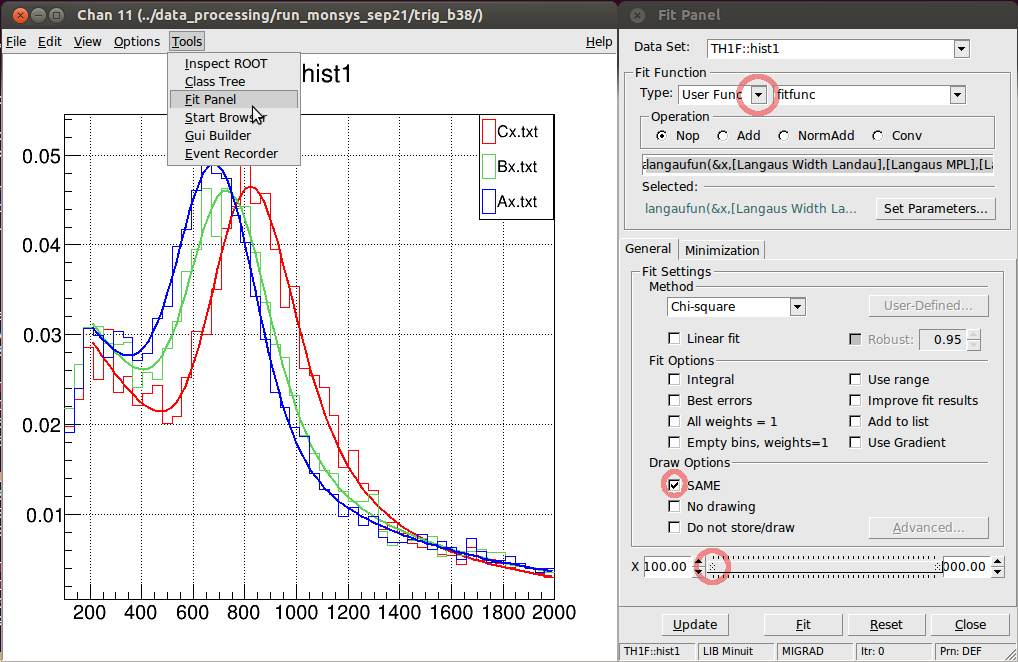 Chan 11 (../data_processing/run_monsys_sep21/trig_b38/)
File Edit View Options Tools Help
Inspect ROOT
Class Tree
Fit Panel
Start Browser
Gui Builder
Event Recorder
hist1
Cx.txt
Bx.txt
Ax.txt
0.05
0.04
0.03
0.02
0.01
200 400 600 800 1000 1200 1400 1600 1800 2000
Fit Panel
Data Set: TH1F::hist1
Fit Function
Type: User Func fitfunc
Operation
Nop Add NormAdd Conv
langaufun(&x,[Langaus Width Landau],[Langaus MPL],[La
Selected:
langaufun(&x,[Langaus Width La... Set Parameters...
General Minimization
Fit Settings
Method
Chi-square User-Defined...
Linear fit Robust: 0.95
Fit Options
Integral Use range
Best errors Improve fit results
All weights = 1 Add to list
Empty bins, weights=1 Use Gradient
Draw Options
SAME
No drawing
Do not store/draw Advanced...
X 100.00 000.00
Update Fit Reset Close
TH1F::hist1 LIB Minuit MIGRAD Itr: 0 Prn: DEF